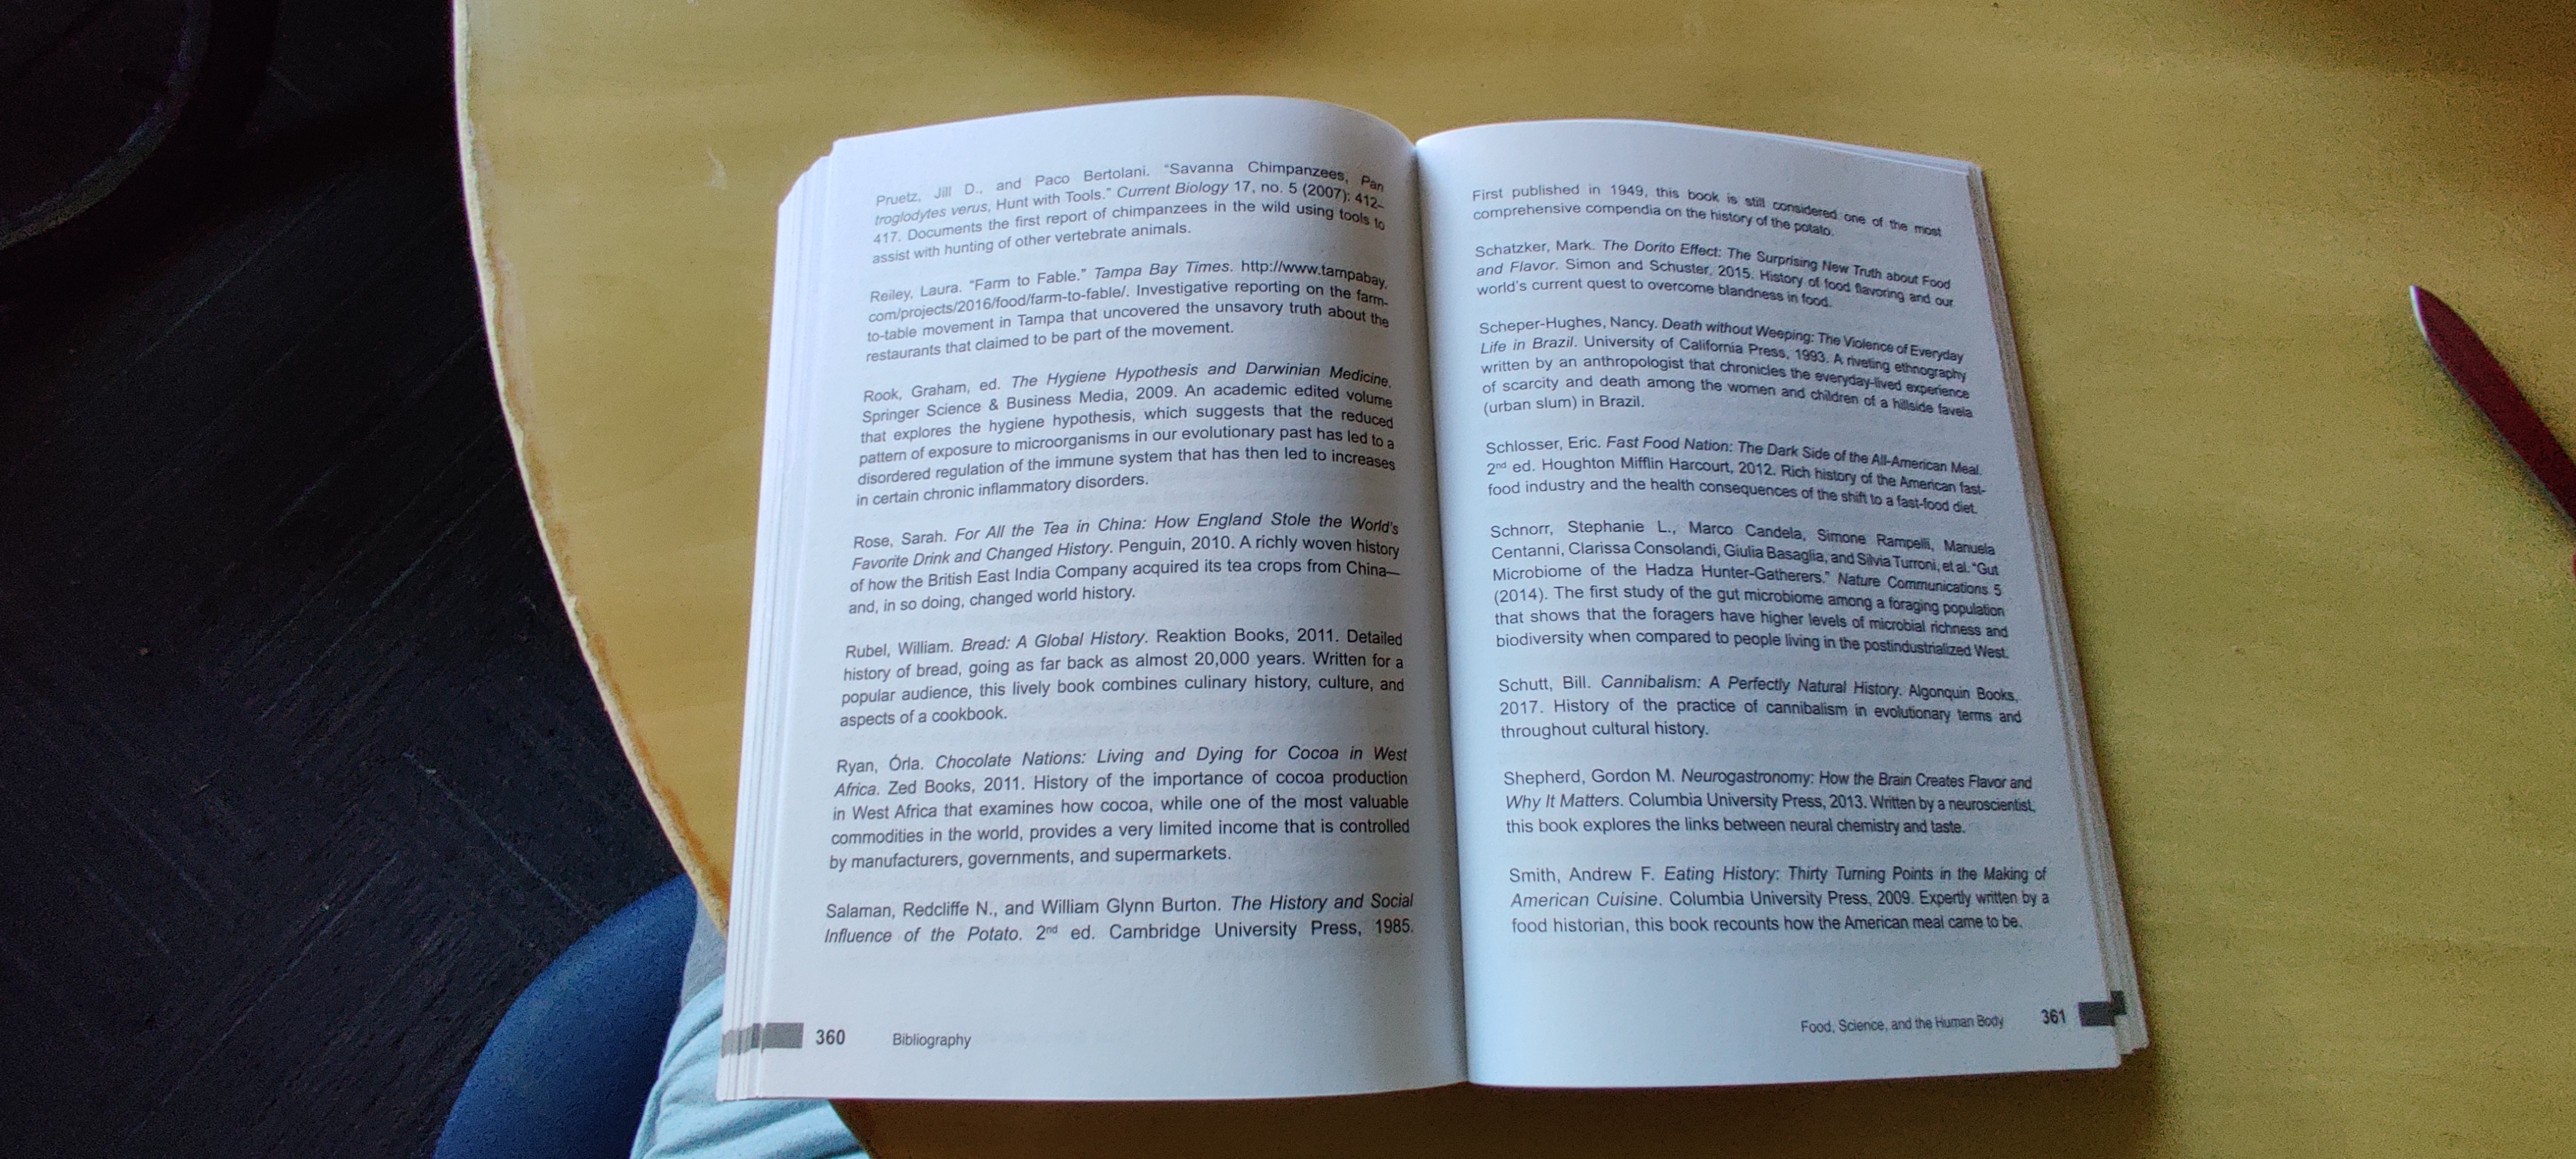 Pruetz, Jill D., and Paco Bertolani. “Savanna Chimpanzees, Pan
troglodytes verus, Hunt with Tools.” Current Biology 17, no. 5 (2007): 412–
417. Documents the first report of chimpanzees in the wild using tools to
assist with hunting of other vertebrate animals.
Reiley, Laura. “Farm to Fable.” Tampa Bay Times. http://www.tampabay.
com/projects/2016/food/farm-to-fable/. Investigative reporting on the farm-
to-table movement in Tampa that uncovered the unsavory truth about the
restaurants that claimed to be part of the movement.
Rook, Graham, ed. The Hygiene Hypothesis and Darwinian Medicine.
Springer Science & Business Media, 2009. An academic edited volume
that explores the hygiene hypothesis, which suggests that the reduced
pattern of exposure to microorganisms in our evolutionary past has led to a
disordered regulation of the immune system that has then led to increases
in certain chronic inflammatory disorders.
Rose, Sarah. For All the Tea in China: How England Stole the World’s
Favorite Drink and Changed History. Penguin, 2010. A richly woven history
of how the British East India Company acquired its tea crops from China—
and, in so doing, changed world history.
Rubel, William. Bread: A Global History. Reaktion Books, 2011. Detailed
history of bread, going as far back as almost 20,000 years. Written for a
popular audience, this lively book combines culinary history, culture, and
aspects of a cookbook.
Ryan, Órla. Chocolate Nations: Living and Dying for Cocoa in West
Africa. Zed Books, 2011. History of the importance of cocoa production
in West Africa that examines how cocoa, while one of the most valuable
commodities in the world, provides a very limited income that is controlled
by manufacturers, governments, and supermarkets.
Salaman, Redcliffe N., and William Glynn Burton. The History and Social
Influence of the Potato. 2nd ed. Cambridge University Press, 1985.
360 Bibliography
First published in 1949, this book is still considered one of the most
comprehensive compendia on the history of the potato.
Schatzker, Mark. The Dorito Effect: The Surprising New Truth about Food
and Flavor. Simon and Schuster, 2015. History of food flavoring and our
world’s current quest to overcome blandness in food.
Scheper-Hughes, Nancy. Death without Weeping: The Violence of Everyday
Life in Brazil. University of California Press, 1993. A riveting ethnography
written by an anthropologist that chronicles the everyday-lived experience
of scarcity and death among the women and children of a hillside favela
(urban slum) in Brazil.
Schlosser, Eric. Fast Food Nation: The Dark Side of the All-American Meal.
2nd ed. Houghton Mifflin Harcourt, 2012. Rich history of the American fast-
food industry and the health consequences of the shift to a fast-food diet.
Schnorr, Stephanie L., Marco Candela, Simone Rampelli, Manuela
Centanni, Clarissa Consolandi, Giulia Basaglia, and Silvia Turroni, et al. “Gut
Microbiome of the Hadza Hunter-Gatherers.” Nature Communications 5
(2014). The first study of the gut microbiome among a foraging population
that shows that the foragers have higher levels of microbial richness and
biodiversity when compared to people living in the postindustrialized West.
Schutt, Bill. Cannibalism: A Perfectly Natural History. Algonquin Books,
2017. History of the practice of cannibalism in evolutionary terms and
throughout cultural history.
Shepherd, Gordon M. Neurogastronomy: How the Brain Creates Flavor and
Why It Matters. Columbia University Press, 2013. Written by a neuroscientist,
this book explores the links between neural chemistry and taste.
Smith, Andrew F. Eating History: Thirty Turning Points in the Making of
American Cuisine. Columbia University Press, 2009. Expertly written by a
food historian, this book recounts how the American meal came to be.
Food, Science, and the Human Body 361